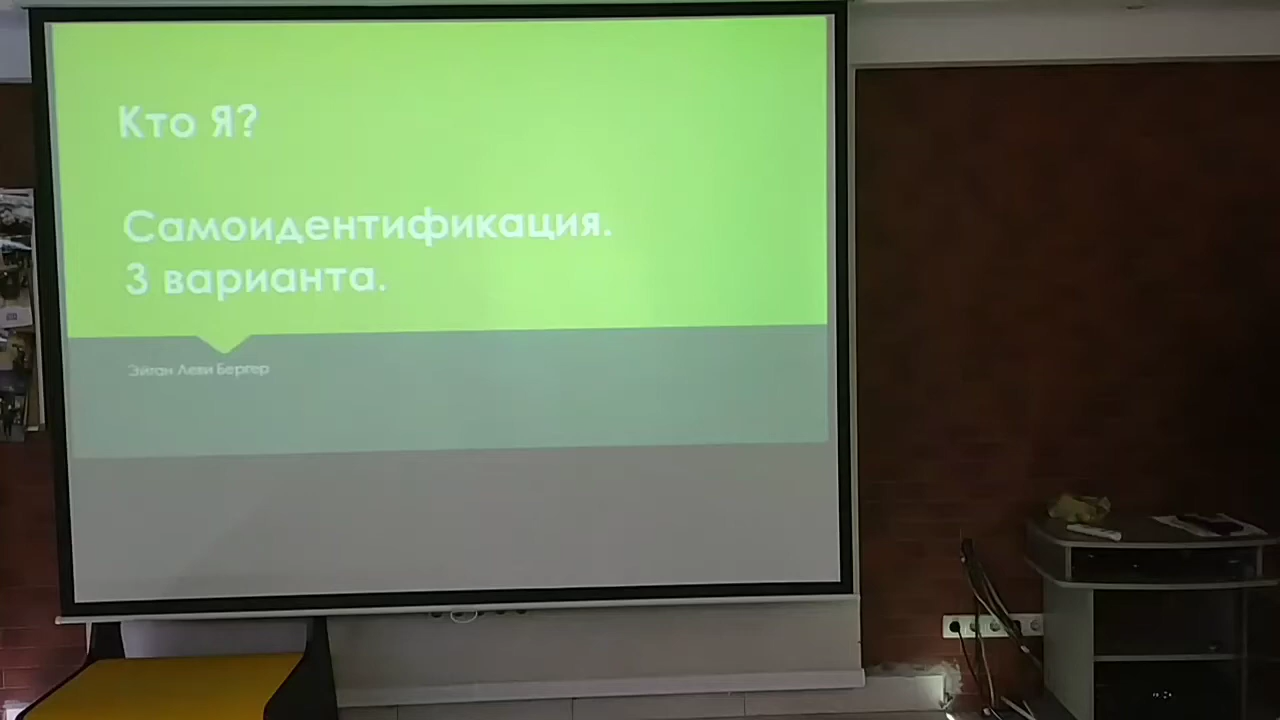 Кто Я?
Самоидентификация.
3 варианта.
Эйтан Леви Бергер